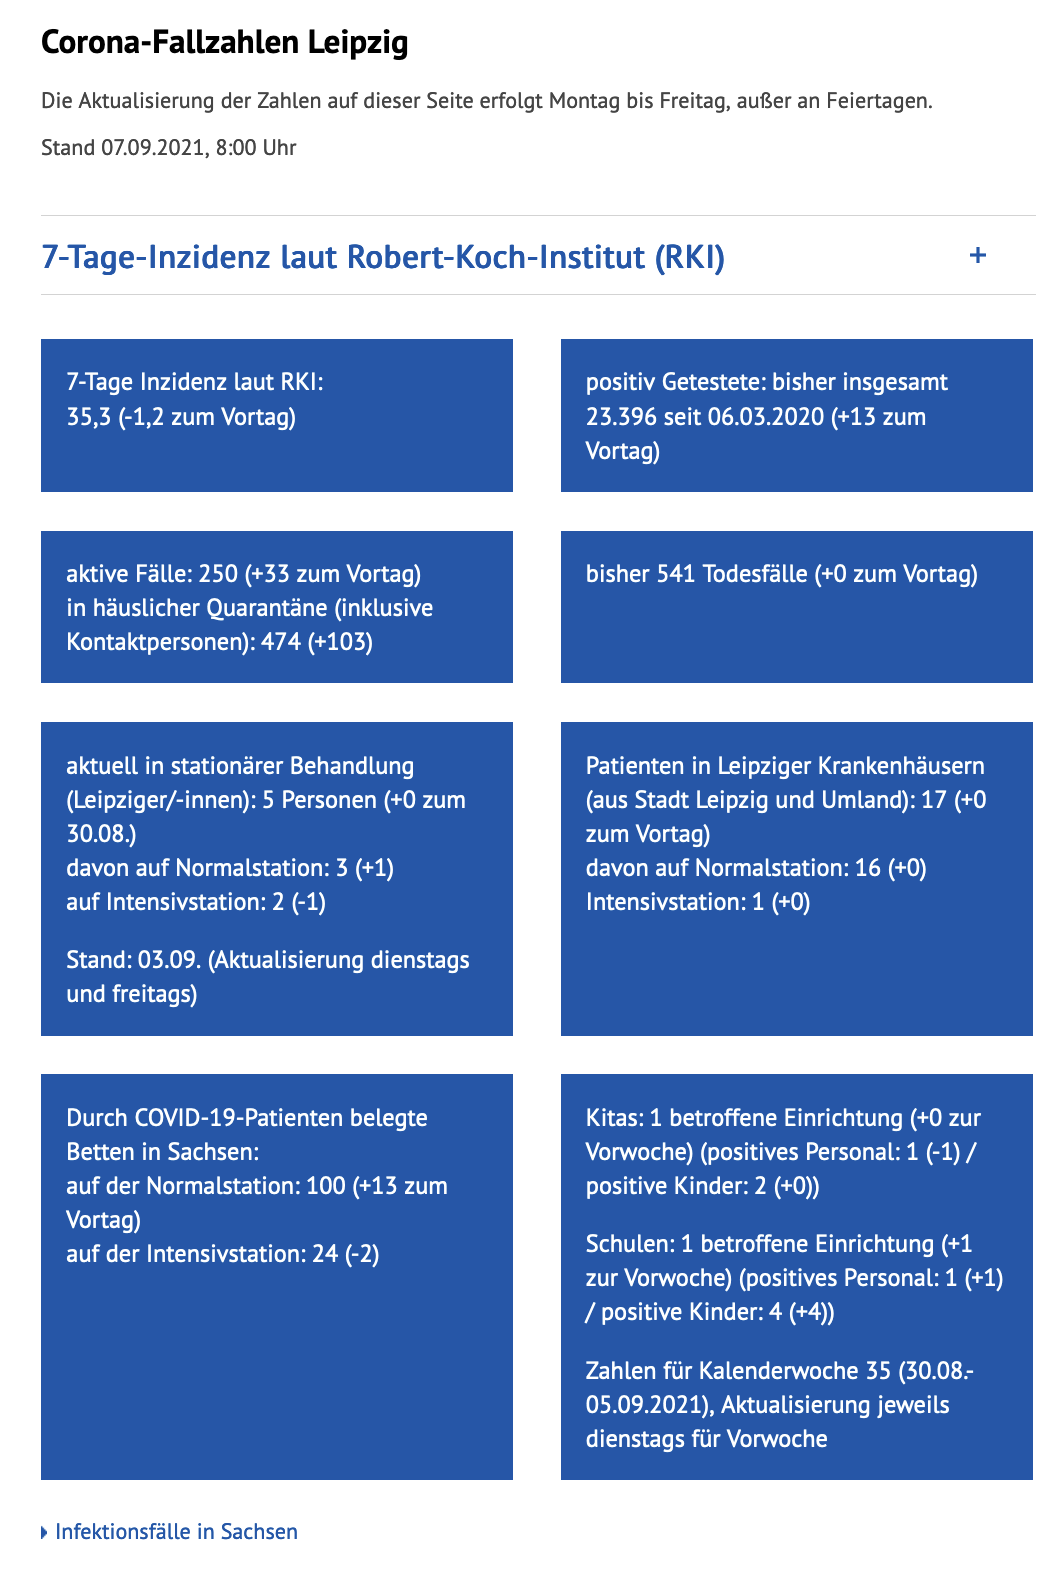 Corona-Fallzahlen Leipzig
Die Aktualisierung der Zahlen auf dieser Seite erfolgt Montag bis Freitag, außer an Feiertagen.
Stand 07.09.2021, 8:00 Uhr
7-Tage-Inzidenz laut Robert-Koch-Institut (RKI) +
7-Tage Inzidenz laut RKI:
35,3 (-1,2 zum Vortag)
positiv Getestete: bisher insgesamt
23.396 seit 06.03.2020 (+13 zum
Vortag)
aktive Fälle: 250 (+33 zum Vortag)
in häuslicher Quarantäne (inklusive
Kontaktpersonen): 474 (+103)
bisher 541 Todesfälle (+0 zum Vortag)
aktuell in stationärer Behandlung
(Leipziger/-innen): 5 Personen (+0 zum
30.08.)
davon auf Normalstation: 3 (+1)
auf Intensivstation: 2 (-1)
Stand: 03.09. (Aktualisierung dienstags
und freitags)
Patienten in Leipziger Krankenhäusern
(aus Stadt Leipzig und Umland): 17 (+0
zum Vortag)
davon auf Normalstation: 16 (+0)
Intensivstation: 1 (+0)
Durch COVID-19-Patienten belegte
Betten in Sachsen:
auf der Normalstation: 100 (+13 zum
Vortag)
auf der Intensivstation: 24 (-2)
Kitas: 1 betroffene Einrichtung (+0 zur
Vorwoche) (positives Personal: 1 (-1) /
positive Kinder: 2 (+0))
Schulen: 1 betroffene Einrichtung (+1
zur Vorwoche) (positives Personal: 1 (+1)
/ positive Kinder: 4 (+4))
Zahlen für Kalenderwoche 35 (30.08.-
05.09.2021), Aktualisierung jeweils
dienstags für Vorwoche
Infektionsfälle in Sachsen